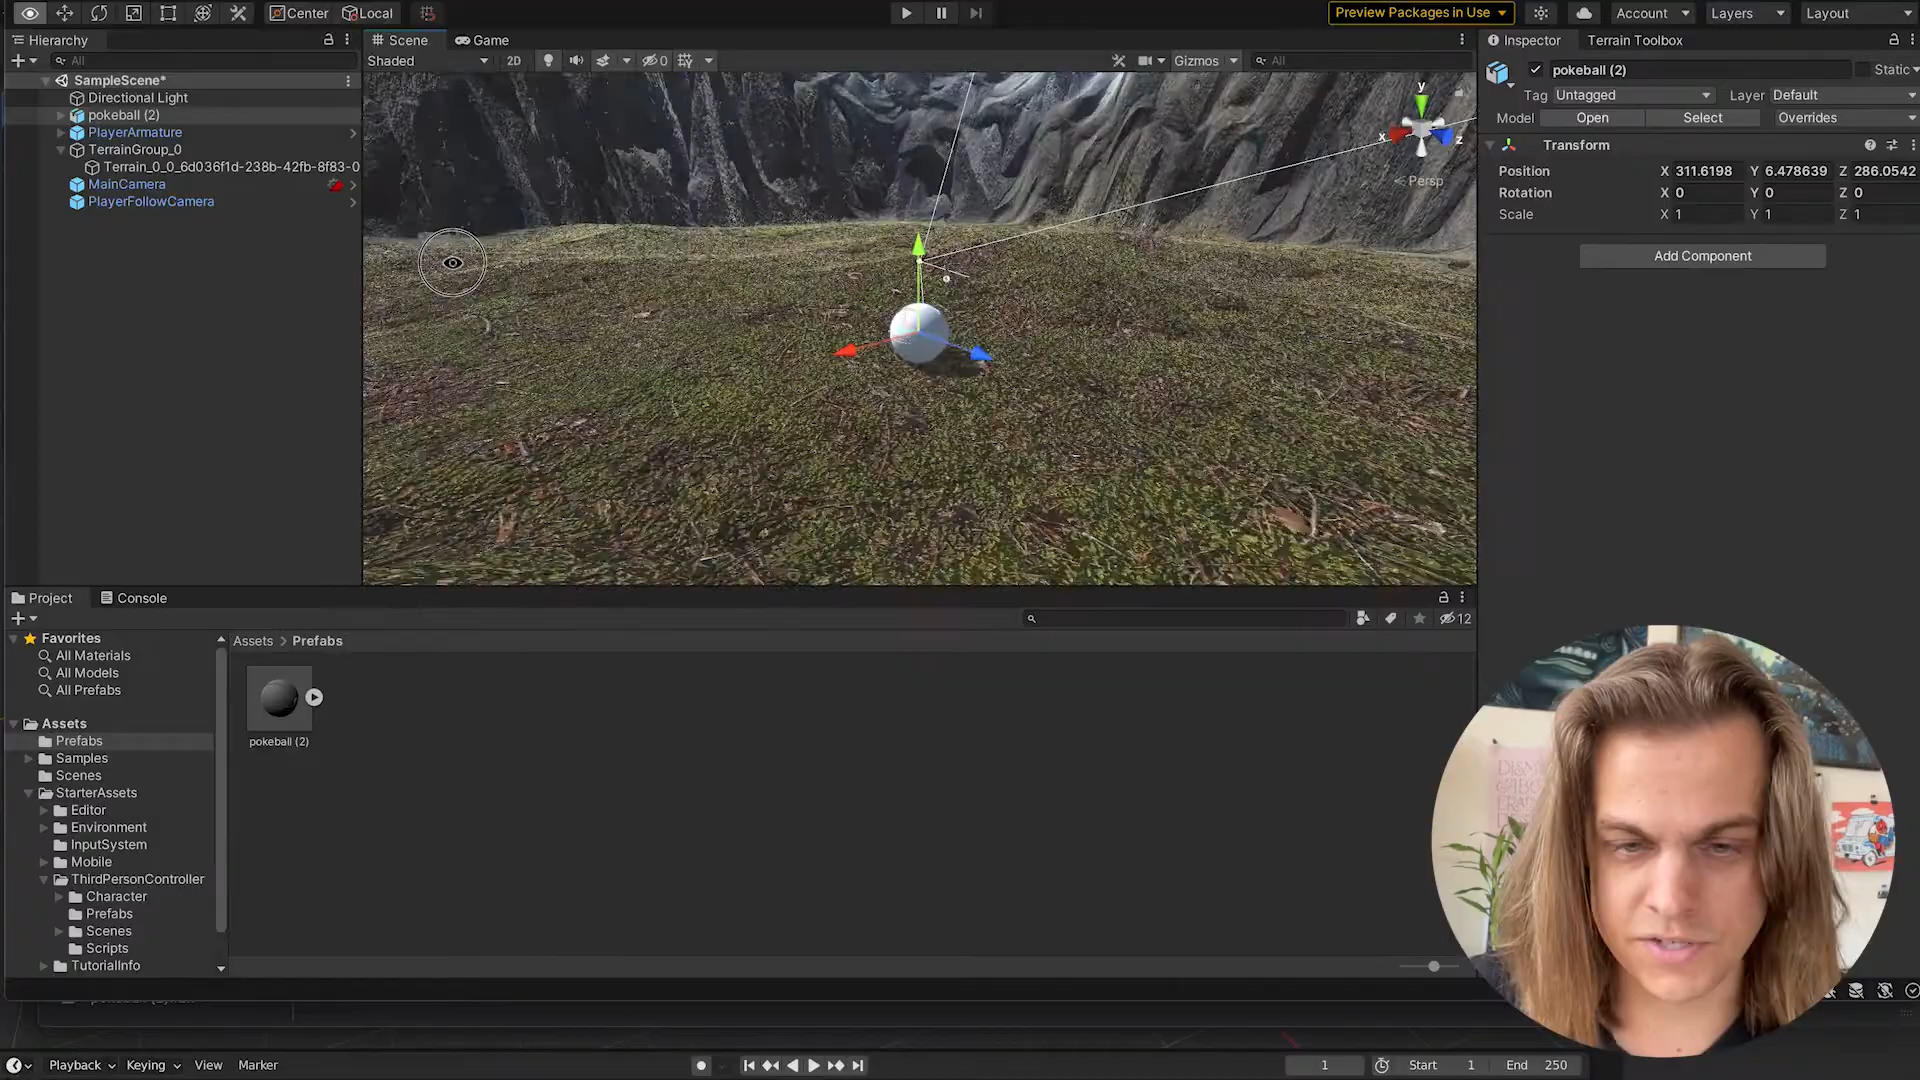 Center Local Preview Packages in Use Account Layers Layout
Hierarchy Scene Game Inspector Terrain Toolbox
All Shaded 2D 0 Gizmos All pokeball (2) Static
SampleScene* Tag Untagged Layer Default
Directional Light Model Open Select Overrides
pokeball (2)
PlayerArmature Transform
TerrainGroup_0 Position X 311.6198 Y 6.478639 Z 286.0542
Terrain_0_0_6d036f1d-238b-42fb-8f83-0 Rotation X 0 Y 0 Z 0
MainCamera Scale X 1 Y 1 Z 1
PlayerFollowCamera
Add Component
y
x
z
Persp
Project Console
12
Favorites Assets > Prefabs
All Materials
All Models
All Prefabs
pokeball (2)
Assets
Prefabs
Samples
Scenes
StarterAssets
Editor
Environment
InputSystem
Mobile
ThirdPersonController
Character
Prefabs
Scenes
Scripts
TutorialInfo
Playback Keying View Marker 1 Start 1 End 250